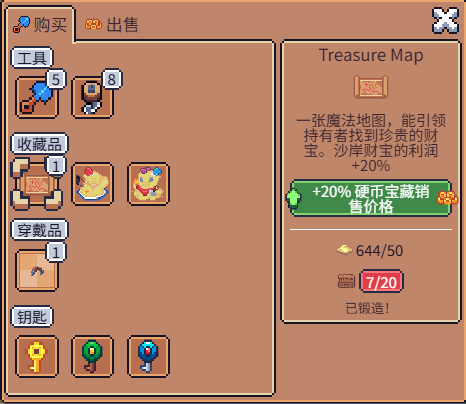 购买
出售
工具
5
8
收藏品
1
穿戴品
1
钥匙
Treasure Map
一张魔法地图，能引领
持有者找到珍贵的财
宝。沙岸财宝的利润
+20%
+20% 硬币宝藏销
售价格
644/50
7/20
已锻造！